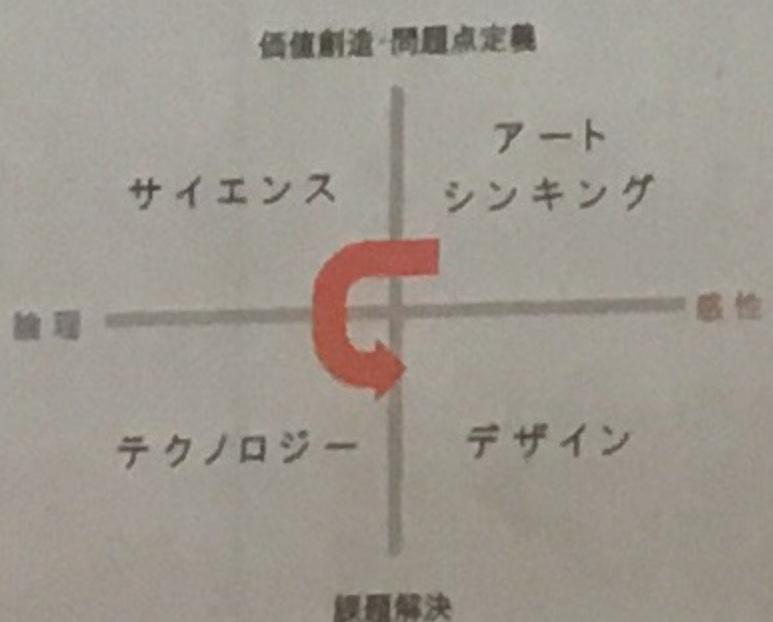 価値創造・問題点定義
アート
シンキング
サイエンス
論理
感性
テクノロジー
デザイン
課題解決